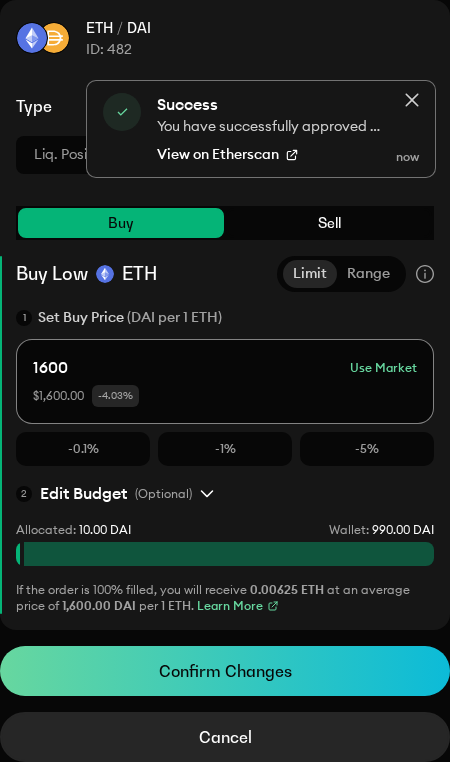 ETH / DAI
ID: 482
Type
Success
You have successfully approved ...
View on Etherscan
now
Liq. Posi
Buy
Sell
Buy Low ETH
Limit
Range
1 Set Buy Price (DAI per 1 ETH)
1600
Use Market
$1,600.00
-4.03%
-0.1%
-1%
-5%
2 Edit Budget (Optional)
Allocated: 10.00 DAI
Wallet: 990.00 DAI
If the order is 100% filled, you will receive 0.00625 ETH at an average
price of 1,600.00 DAI per 1 ETH. Learn More
Confirm Changes
Cancel